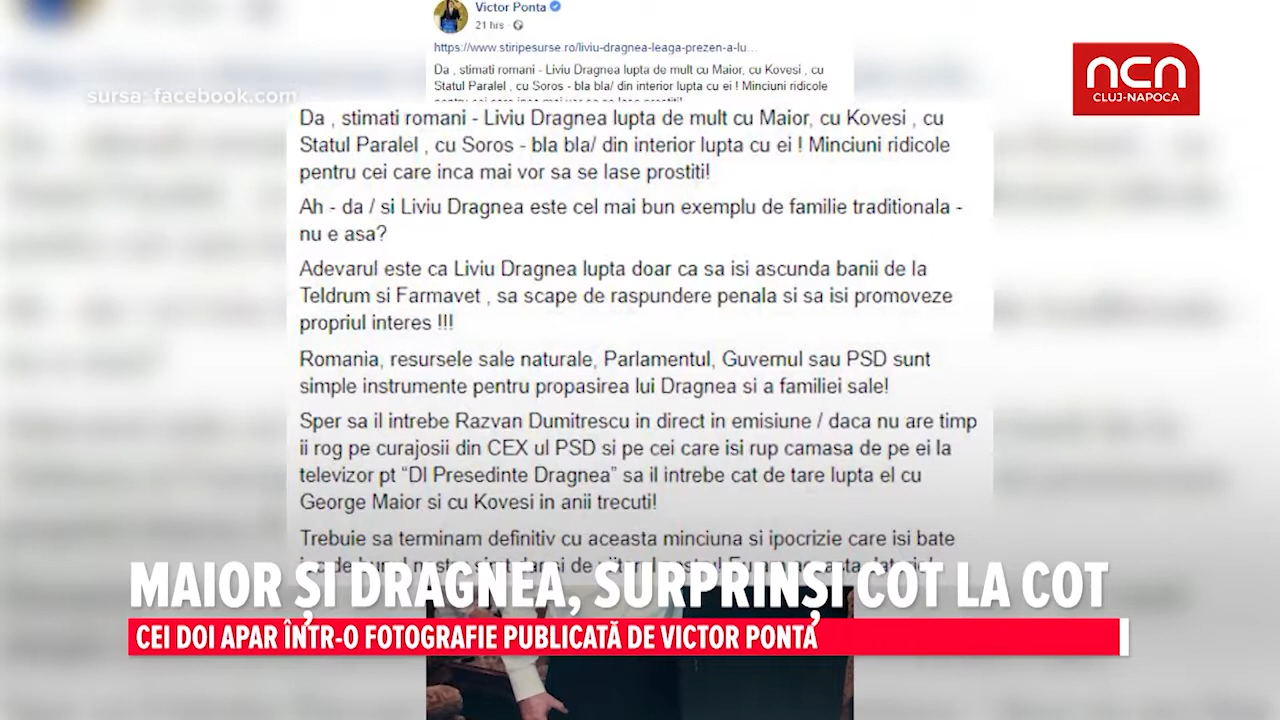 Victor Ponta
21 hrs
https://www.stiripesurse.ro/liviu-dragnea-leaga-prezen-a-lu...
Da , stimati romani - Liviu Dragnea lupta de mult cu Maior, cu Kovesi , cu
Statul Paralel , cu Soros - bla bla/ din interior lupta cu ei ! Minciuni ridicole
pentru cei care inca mai vor sa se lase prostiti!
sursa-facebook.com
ncn
CLUJ-NAPOCA
Da , stimati romani - Liviu Dragnea lupta de mult cu Maior, cu Kovesi , cu
Statul Paralel , cu Soros - bla bla/ din interior lupta cu ei ! Minciuni ridicole
pentru cei care inca mai vor sa se lase prostiti!
Ah - da / si Liviu Dragnea este cel mai bun exemplu de familie traditionala -
nu e asa?
Adevarul este ca Liviu Dragnea lupta doar ca sa isi ascunda banii de la
Teldrum si Farmavet , sa scape de raspundere penala si sa isi promoveze
propriul interes !!!
Romania, resursele sale naturale, Parlamentul, Guvernul sau PSD sunt
simple instrumente pentru propasirea lui Dragnea si a familiei sale!
Sper sa il intrebe Razvan Dumitrescu in direct in emisiune / daca nu are timp
ii rog pe curajosii din CEX ul PSD si pe cei care isi rup camasa de pe ei la
televizor pt “Dl Presedinte Dragnea” sa il intrebe cat de tare lupta el cu
George Maior si cu Kovesi in anii trecuti!
Trebuie sa terminam definitiv cu aceasta minciuna si ipocrizie care isi bate
MAIOR ȘI DRAGNEA, SURPRINȘI COT LA COT
CEI DOI APAR ÎNTR-O FOTOGRAFIE PUBLICATĂ DE VICTOR PONTA